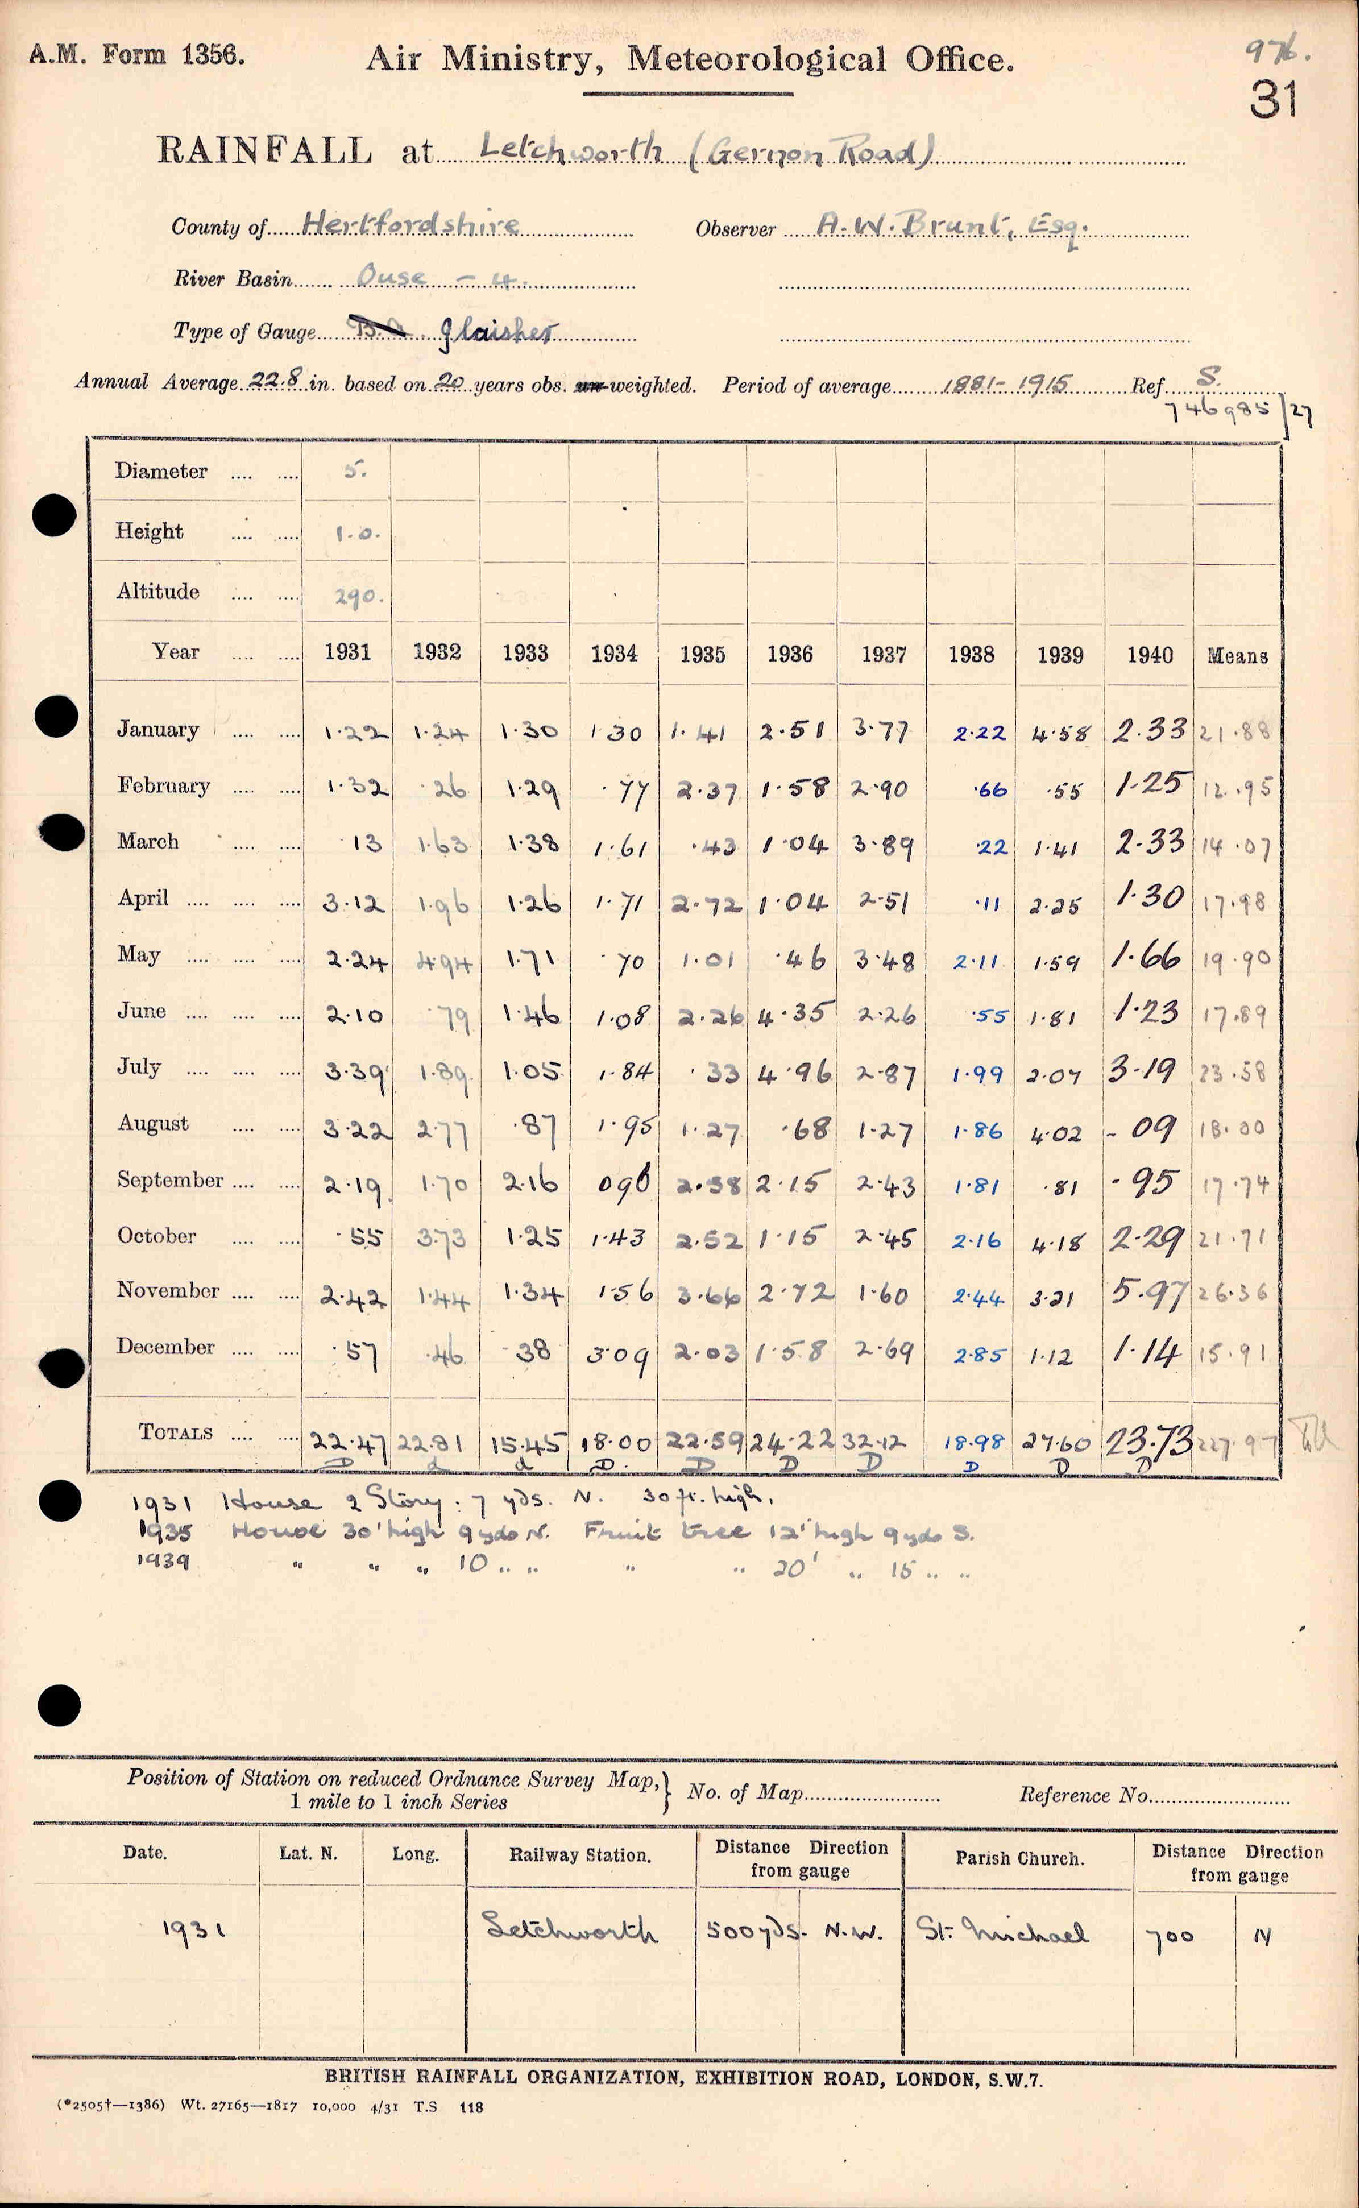 A.M. Form 1356.
Air Ministry, Meteorological Office.
976.
31
RAINFALL at Letchworth (Gernon Road)
County of Hertfordshire Observer A.W. Brunt, Esq.
River Basin Ouse - 4.
Type of Gauge glaisher
Annual Average 22.8 in. based on 20 years obs. weighted. Period of average 1881-1915 Ref. S.
746985/27
Diameter .... .... 5.
Height .... .... 1.0.
Altitude .... .... 290.
Year .... .... 1931 1932 1933 1934 1935 1936 1937 1938 1939 1940 Means
January .... .... 1.22 1.24 1.30 1.30 1.41 2.51 3.77 2.22 4.58 2.33 21.88
February .... .... 1.32 .26 1.29 .77 2.37 1.58 2.90 .66 .55 1.25 12.95
March .... .... .13 1.63 1.38 1.61 .43 1.04 3.89 .22 1.41 2.33 14.07
April .... .... .... 3.12 1.96 1.26 1.71 2.72 1.04 2.51 .11 2.25 1.30 17.98
May .... .... .... 2.24 4.94 1.71 .70 1.01 .46 3.48 2.11 1.59 1.66 19.90
June .... .... .... 2.10 .79 1.46 1.08 2.26 4.35 2.26 .55 1.81 1.23 17.89
July .... .... .... 3.39 1.89 1.05 1.84 .33 4.96 2.87 1.99 2.07 3.19 23.58
August .... .... 3.22 2.77 .87 1.95 1.27 .68 1.27 1.86 4.02 - 09 18.00
September .... .... 2.19 1.70 2.16 096 2.58 2.15 2.43 1.81 .81 .95 17.74
October .... .... .55 3.73 1.25 1.43 2.52 1.15 2.45 2.16 4.18 2.29 21.71
November .... .... 2.42 1.44 1.34 1.56 3.66 2.72 1.60 2.44 3.21 5.97 26.36
December .... .... .57 .46 .38 3.09 2.03 1.58 2.69 2.85 1.12 1.14 15.91
TOTALS .... .... 22.47 22.81 15.45 18.00 22.59 24.22 32.12 18.98 27.60 23.73 227.97
D d d D. D D D D D D
1931 House 2 Story: 7 yds. N. 30 ft. high.
1935 House 30' high 9 yds N. Fruit tree 12' high 9 yds S.
1939 " " " 10 " " " " 20' " 15 " "
Position of Station on reduced Ordnance Survey Map, } No. of Map Reference No.
1 mile to 1 inch Series
Date. Lat. N. Long. Railway Station. Distance Direction from gauge Parish Church. Distance Direction from gauge
1931 Letchworth 500 yds. N.W. St. Michael 700 N
BRITISH RAINFALL ORGANIZATION, EXHIBITION ROAD, LONDON, S.W.7.
(*2505†—1386) Wt. 27165—1817 10,000 4/31 T.S 118